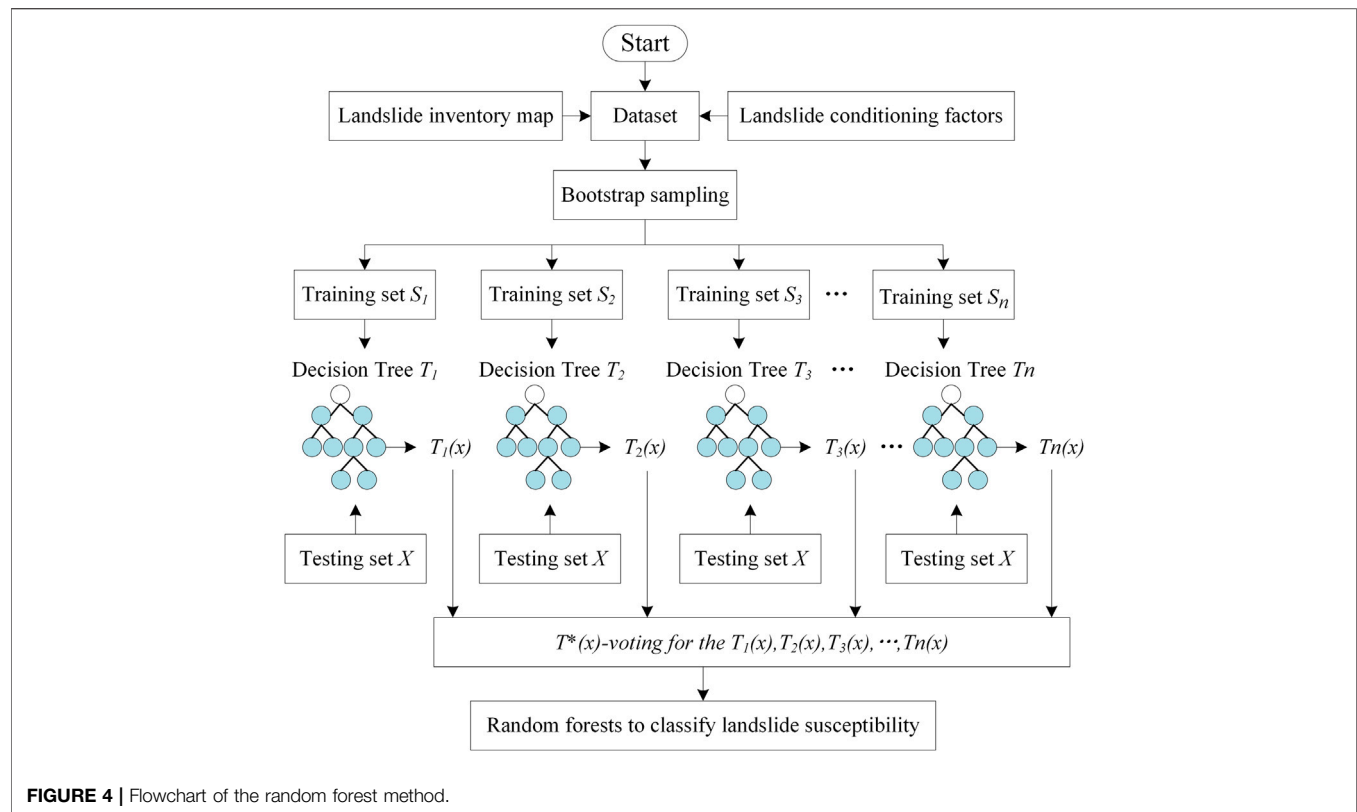 Start
Landslide inventory map
Dataset
Landslide conditioning factors
Bootstrap sampling
Training set S1
Training set S2
Training set S3
...
Training set Sn
Decision Tree T1
Decision Tree T2
Decision Tree T3
...
Decision Tree Tn
T1(x)
T2(x)
T3(x)
...
Tn(x)
Testing set X
Testing set X
Testing set X
Testing set X
T*(x)-voting for the T1(x),T2(x),T3(x),···,Tn(x)
Random forests to classify landslide susceptibility
FIGURE 4 | Flowchart of the random forest method.